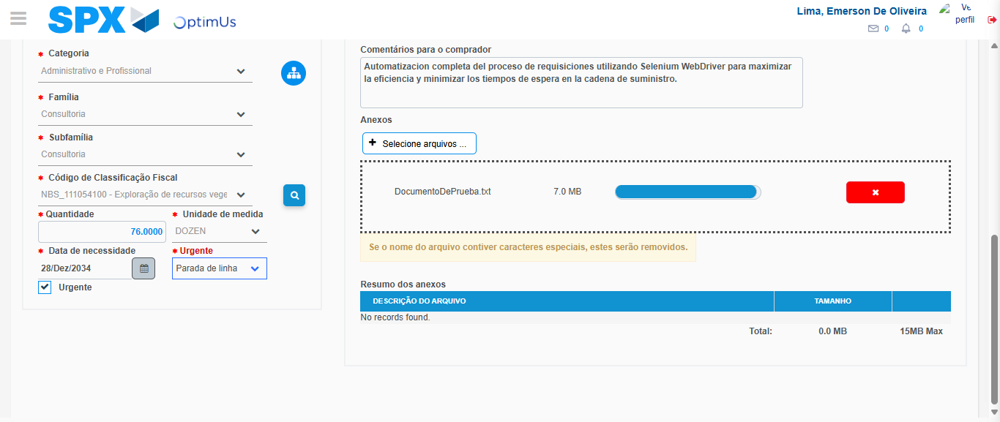 SPX
OptimUs
Lima, Emerson De Oliveira
0
0
Ve
perfil
* Categoria
Administrativo e Profissional
* Família
Consultoria
* Subfamília
Consultoria
* Código de Classificação Fiscal
NBS_111054100 - Exploração de recursos vege
* Quantidade
* Unidade de medida
76.0000
DOZEN
* Data de necessidade
* Urgente
28/Dez/2034
Parada de linha
Urgente
Comentários para o comprador
Automatizacion completa del proceso de requisiciones utilizando Selenium WebDriver para maximizar
la eficiencia y minimizar los tiempos de espera en la cadena de suministro.
Anexos
+ Selecione arquivos ...
DocumentoDePrueba.txt 7.0 MB
Se o nome do arquivo contiver caracteres especiais, estes serão removidos.
Resumo dos anexos
DESCRIÇÃO DO ARQUIVO TAMANHO
No records found.
Total: 0.0 MB 15MB Max